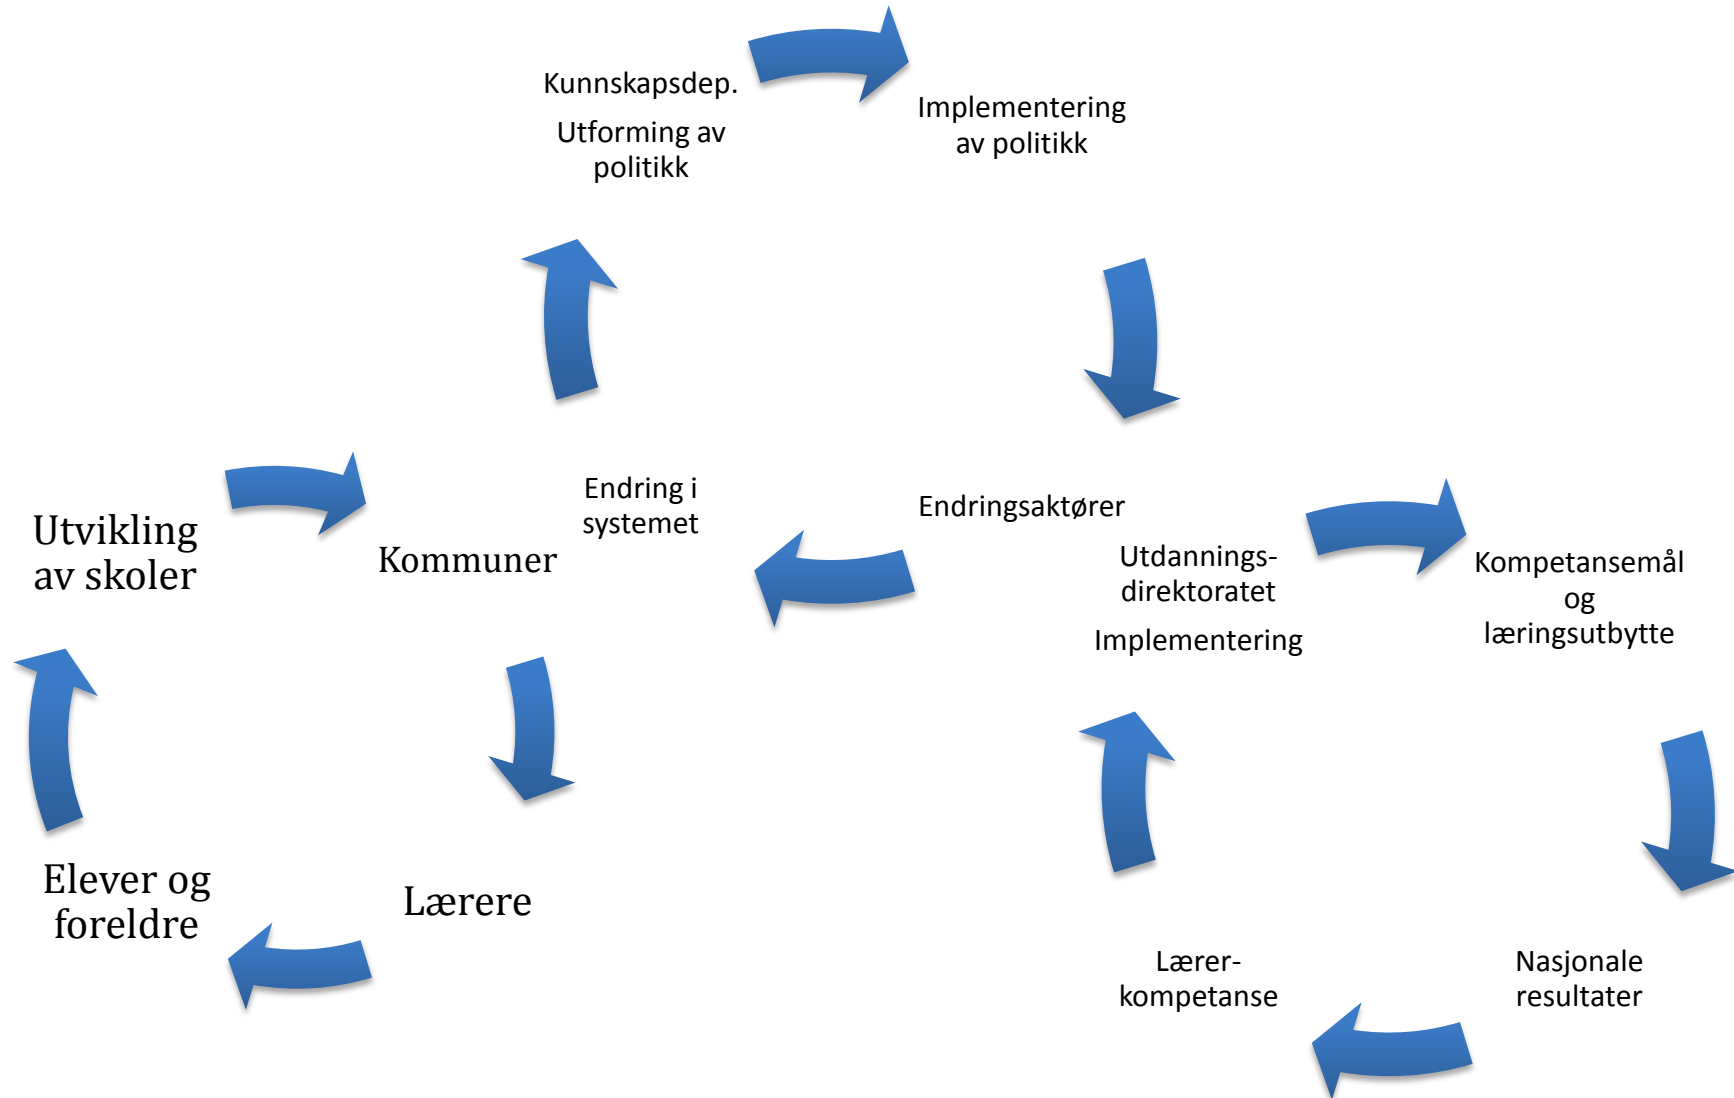 Kunnskapsdep.
Utforming av
politikk
Implementering
av politikk
Endring i
systemet
Endringsaktører
Utvikling
av skoler
Kommuner
Elever og
foreldre
Lærere
Utdannings-
direktoratet
Implementering
Kompetansemål
og
læringsutbytte
Lærer-
kompetanse
Nasjonale
resultater